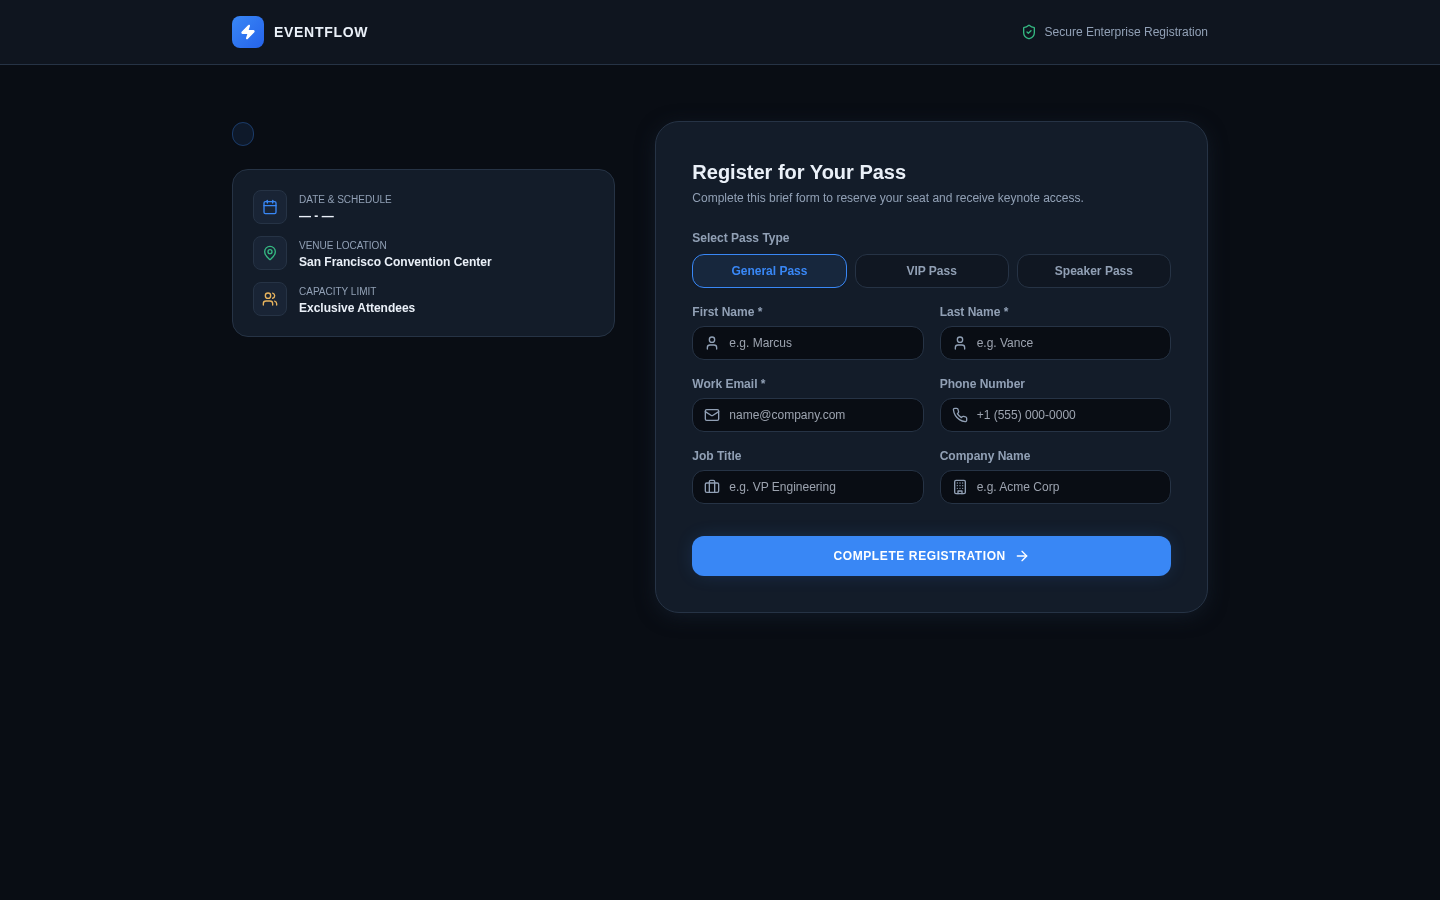 EVENTFLOW
Secure Enterprise Registration
DATE & SCHEDULE
— - —
VENUE LOCATION
San Francisco Convention Center
CAPACITY LIMIT
Exclusive Attendees
Register for Your Pass
Complete this brief form to reserve your seat and receive keynote access.
Select Pass Type
General Pass
VIP Pass
Speaker Pass
First Name *
Last Name *
e.g. Marcus
e.g. Vance
Work Email *
Phone Number
name@company.com
+1 (555) 000-0000
Job Title
Company Name
e.g. VP Engineering
e.g. Acme Corp
COMPLETE REGISTRATION